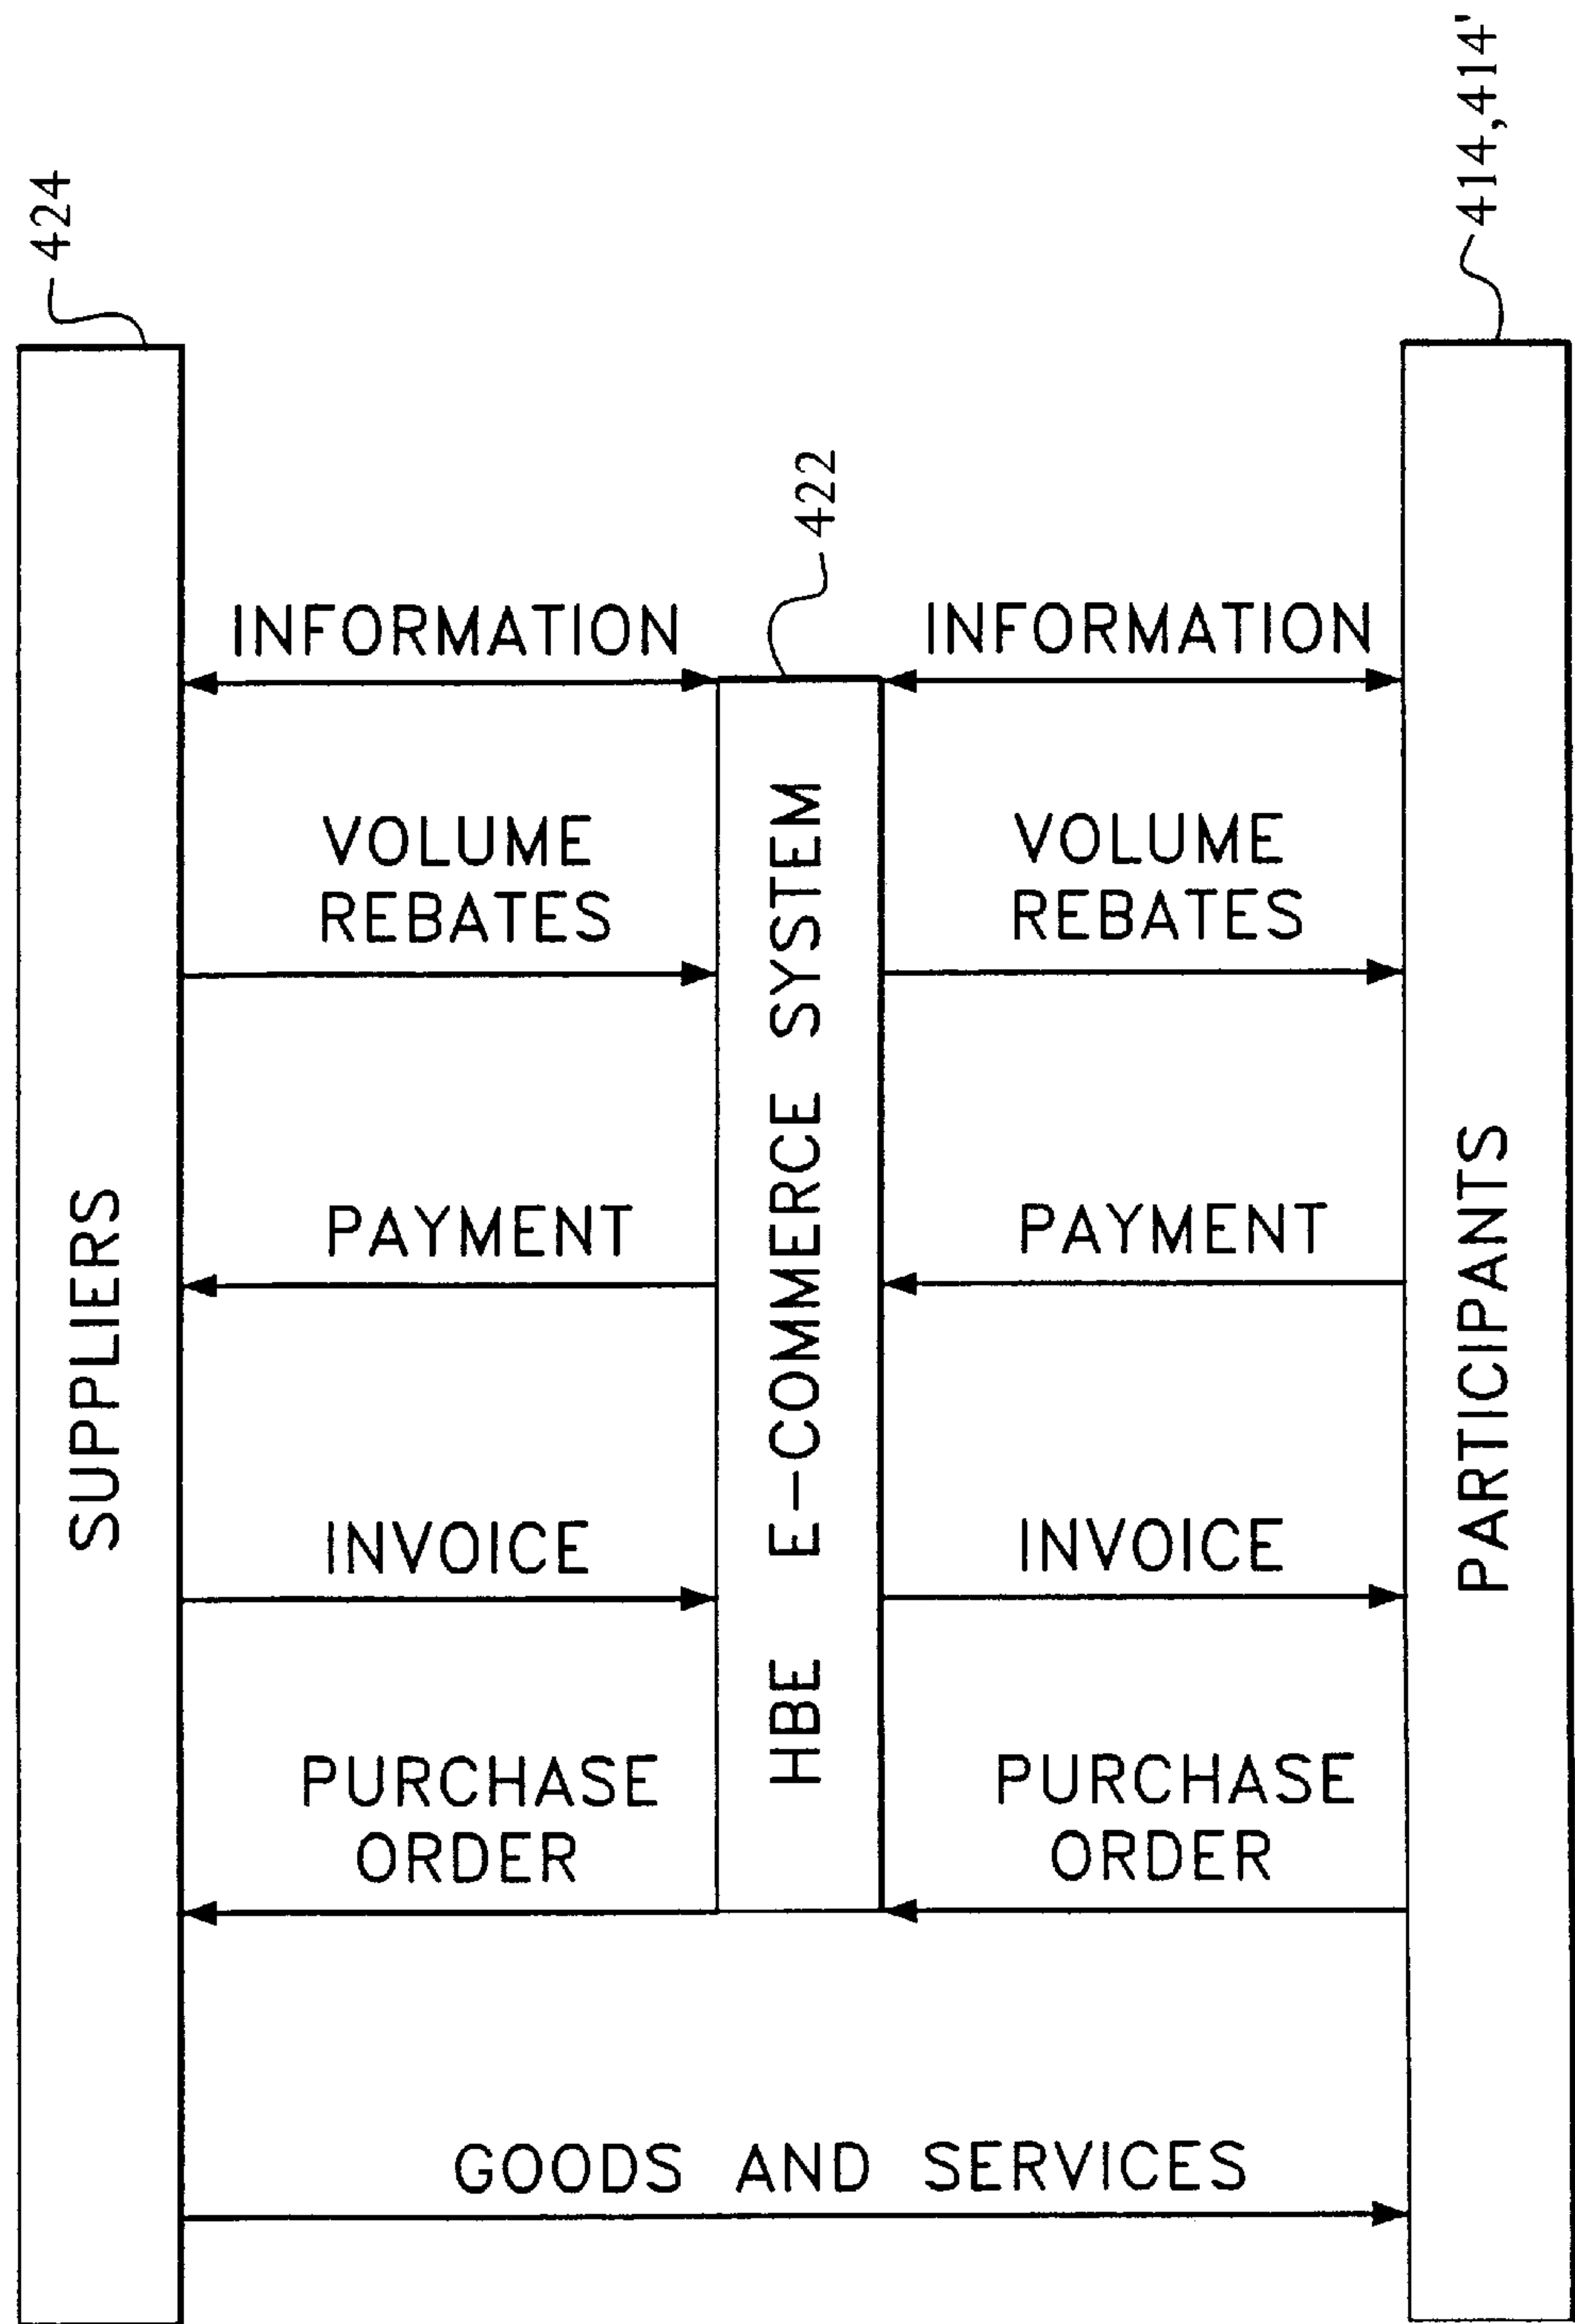 424
SUPPLIERS
INFORMATION
VOLUME
REBATES
PAYMENT
INVOICE
PURCHASE
ORDER
422
HBE E-COMMERCE SYSTEM
INFORMATION
VOLUME
REBATES
PAYMENT
INVOICE
PURCHASE
ORDER
GOODS AND SERVICES
414,414'
PARTICIPANTS